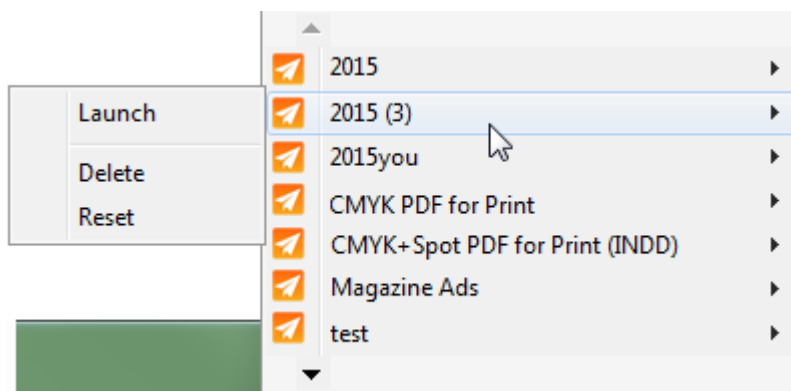 2015
2015 (3)
2015you
CMYK PDF for Print
CMYK+Spot PDF for Print (INDD)
Magazine Ads
test
Launch
Delete
Reset